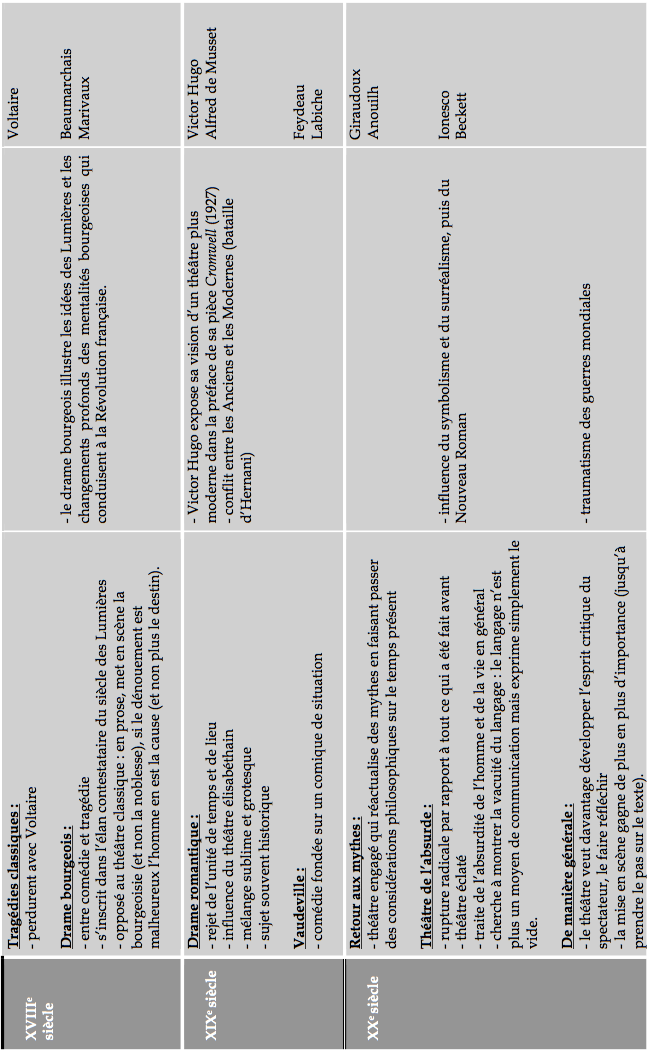 XVIIIe
siècle
Tragédies classiques :
- perdurent avec Voltaire
Drame bourgeois :
- entre comédie et tragédie
- s’inscrit dans l’élan contestataire du siècle des Lumières
- opposé au théâtre classique : en prose, met en scène la
bourgeoisie (et non la noblesse), si le dénouement est
malheureux l’homme en est la cause (et non plus le destin).
- le drame bourgeois illustre les idées des Lumières et les
changements profonds des mentalités bourgeoises qui
conduisent à la Révolution française.
Voltaire
Beaumarchais
Marivaux
XIXe siècle
Drame romantique :
- rejet de l’unité de temps et de lieu
- influence du théâtre élisabéthain
- mélange sublime et grotesque
- sujet souvent historique
Vaudeville :
- comédie fondée sur un comique de situation
- Victor Hugo expose sa vision d’un théâtre plus
moderne dans la préface de sa pièce Cromwell (1927)
- conflit entre les Anciens et les Modernes (bataille
d’Hernani)
Victor Hugo
Alfred de Musset
Feydeau
Labiche
XXe siècle
Retour aux mythes :
- théâtre engagé qui réactualise des mythes en faisant passer
des considérations philosophiques sur le temps présent
Théâtre de l’absurde :
- rupture radicale par rapport à tout ce qui a été fait avant
- théâtre éclaté
- traite de l’absurdité de l’homme et de la vie en général
- cherche à montrer la vacuité du langage : le langage n’est
plus un moyen de communication mais exprime simplement le
vide.
De manière générale :
- le théâtre veut davantage développer l’esprit critique du
spectateur, le faire réfléchir
- la mise en scène gagne de plus en plus d’importance (jusqu’à
prendre le pas sur le texte).
- influence du symbolisme et du surréalisme, puis du
Nouveau Roman
- traumatisme des guerres mondiales
Giraudoux
Anouilh
Ionesco
Beckett